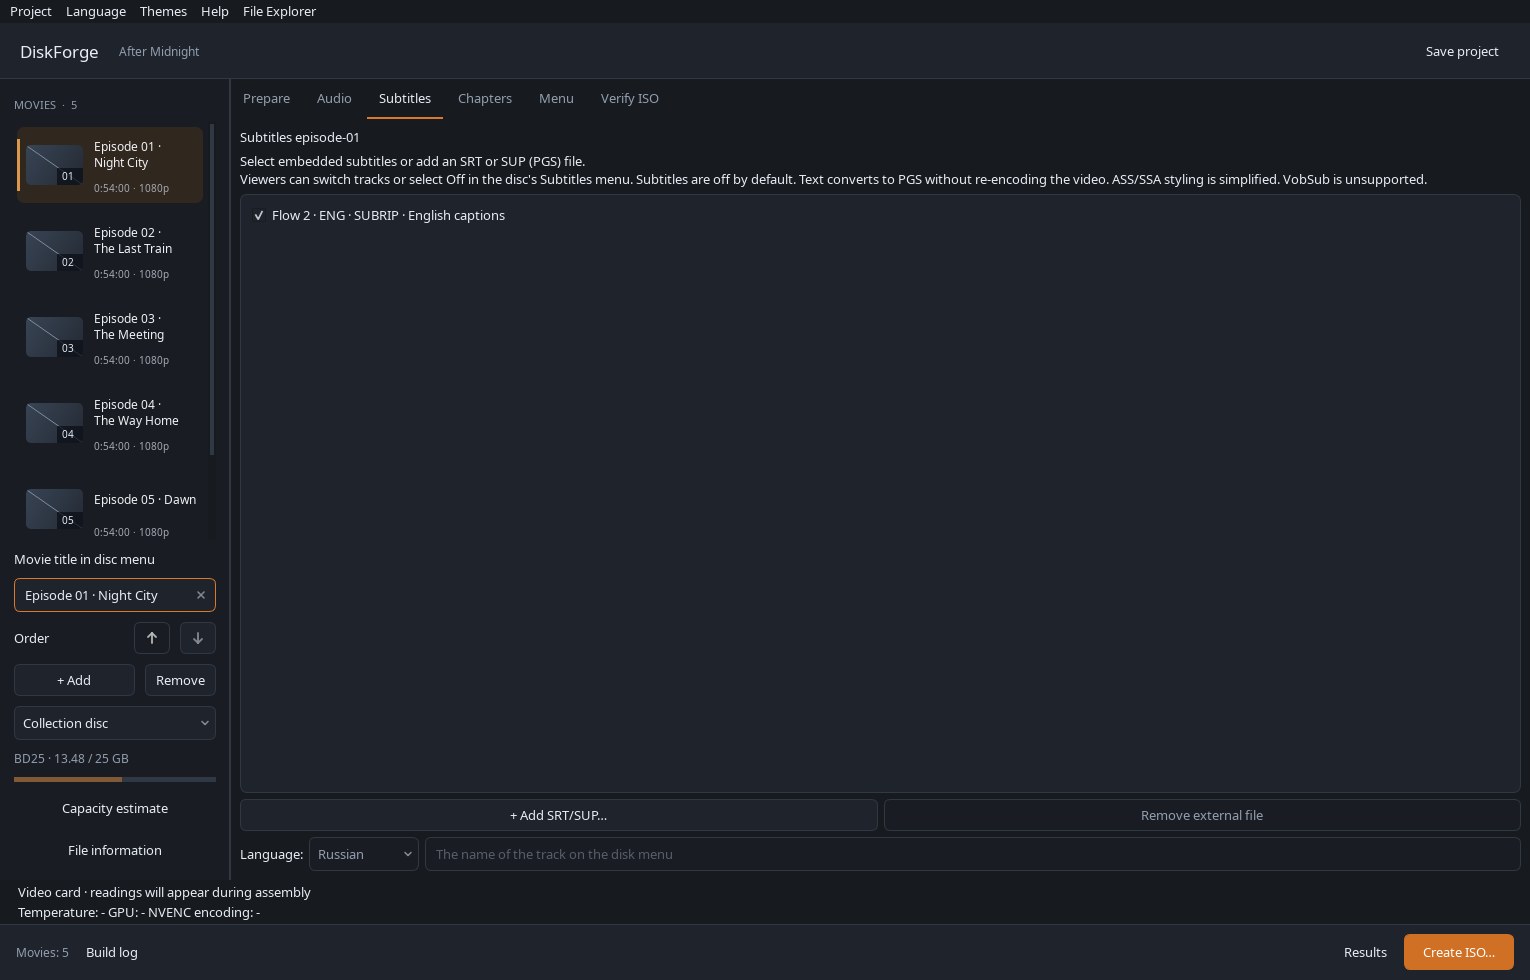 Project Language Themes Help File Explorer
DiskForge After Midnight Save project
MOVIES · 5
Episode 01 ·
Night City
01
0:54:00 · 1080p
Episode 02 ·
The Last Train
02
0:54:00 · 1080p
Episode 03 ·
The Meeting
03
0:54:00 · 1080p
Episode 04 ·
The Way Home
04
0:54:00 · 1080p
Episode 05 · Dawn
05
0:54:00 · 1080p
Movie title in disc menu
Episode 01 · Night City
Order
+ Add Remove
Collection disc
BD25 · 13.48 / 25 GB
Capacity estimate
File information
Prepare Audio Subtitles Chapters Menu Verify ISO
Subtitles episode-01
Select embedded subtitles or add an SRT or SUP (PGS) file.
Viewers can switch tracks or select Off in the disc's Subtitles menu. Subtitles are off by default. Text converts to PGS without re-encoding the video. ASS/SSA styling is simplified. VobSub is unsupported.
✓ Flow 2 · ENG · SUBRIP · English captions
+ Add SRT/SUP... Remove external file
Language: Russian The name of the track on the disk menu
Video card · readings will appear during assembly
Temperature: - GPU: - NVENC encoding: -
Movies: 5 Build log Results Create ISO...